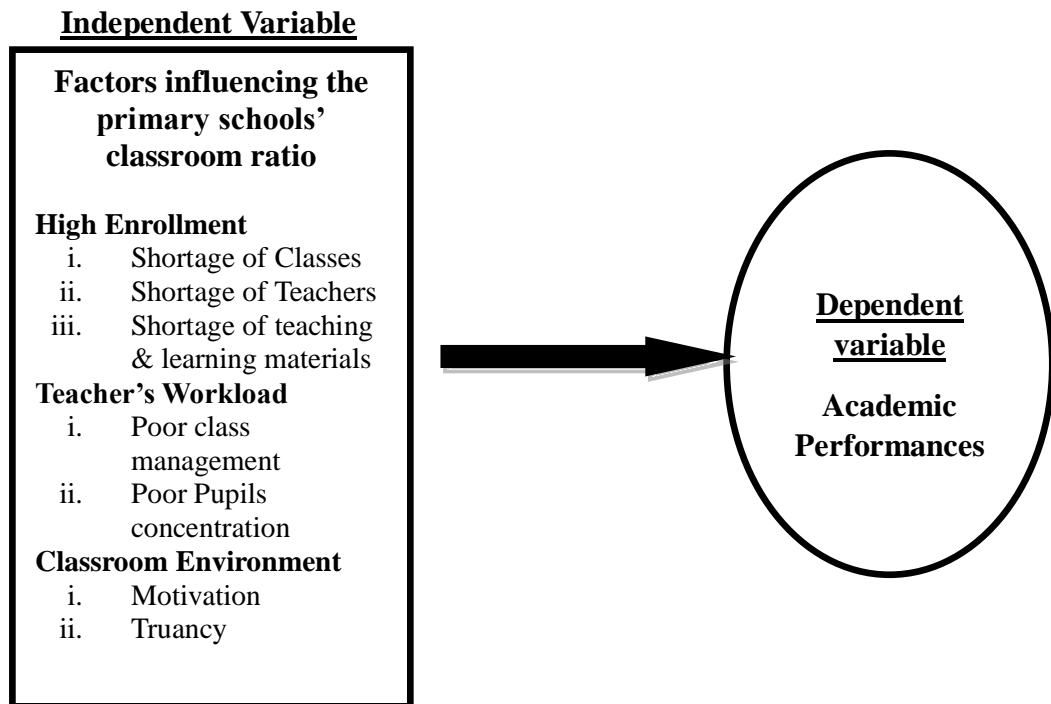 Independent Variable
Factors influencing the
primary schools’
classroom ratio
High Enrollment
i. Shortage of Classes
ii. Shortage of Teachers
iii. Shortage of teaching
& learning materials
Teacher’s Workload
i. Poor class
management
ii. Poor Pupils
concentration
Classroom Environment
i. Motivation
ii. Truancy
Dependent
variable
Academic
Performances